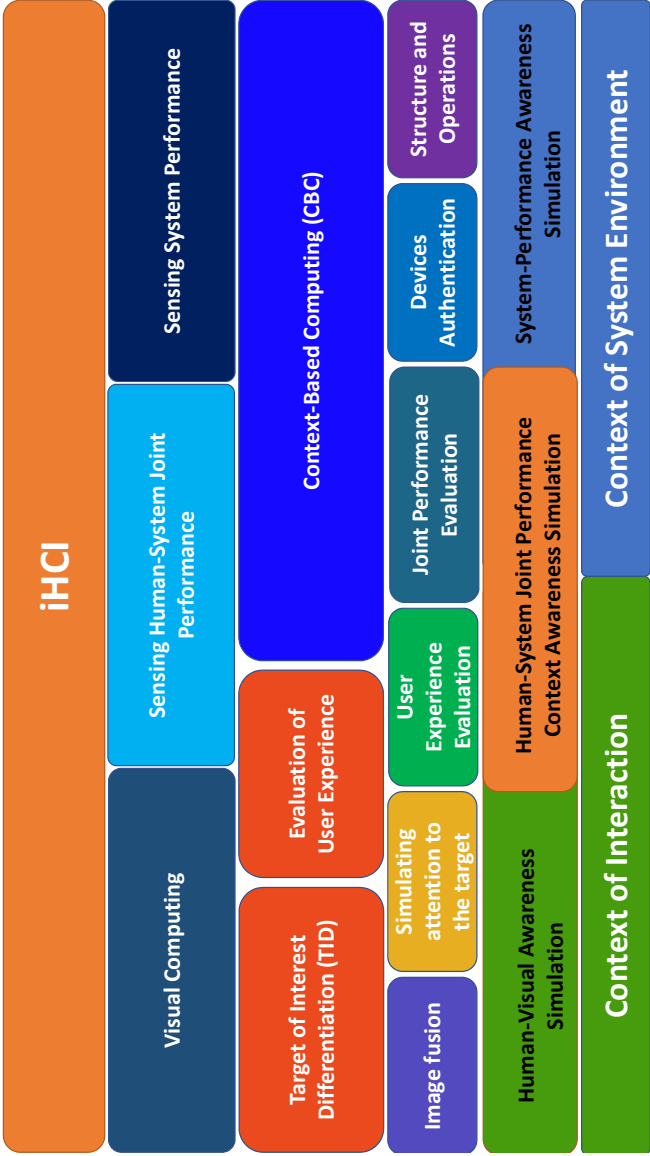 iHCI
Visual Computing
Sensing Human-System Joint
Performance
Sensing System Performance
Target of Interest
Differentiation (TID)
Evaluation of
User Experience
Context-Based Computing (CBC)
Image fusion
Simulating
attention to
the target
User
Experience
Evaluation
Joint Performance
Evaluation
Devices
Authentication
Structure and
Operations
Human-Visual Awareness
Simulation
Human-System Joint Performance
Context Awareness Simulation
System-Performance Awareness
Simulation
Context of Interaction
Context of System Environment